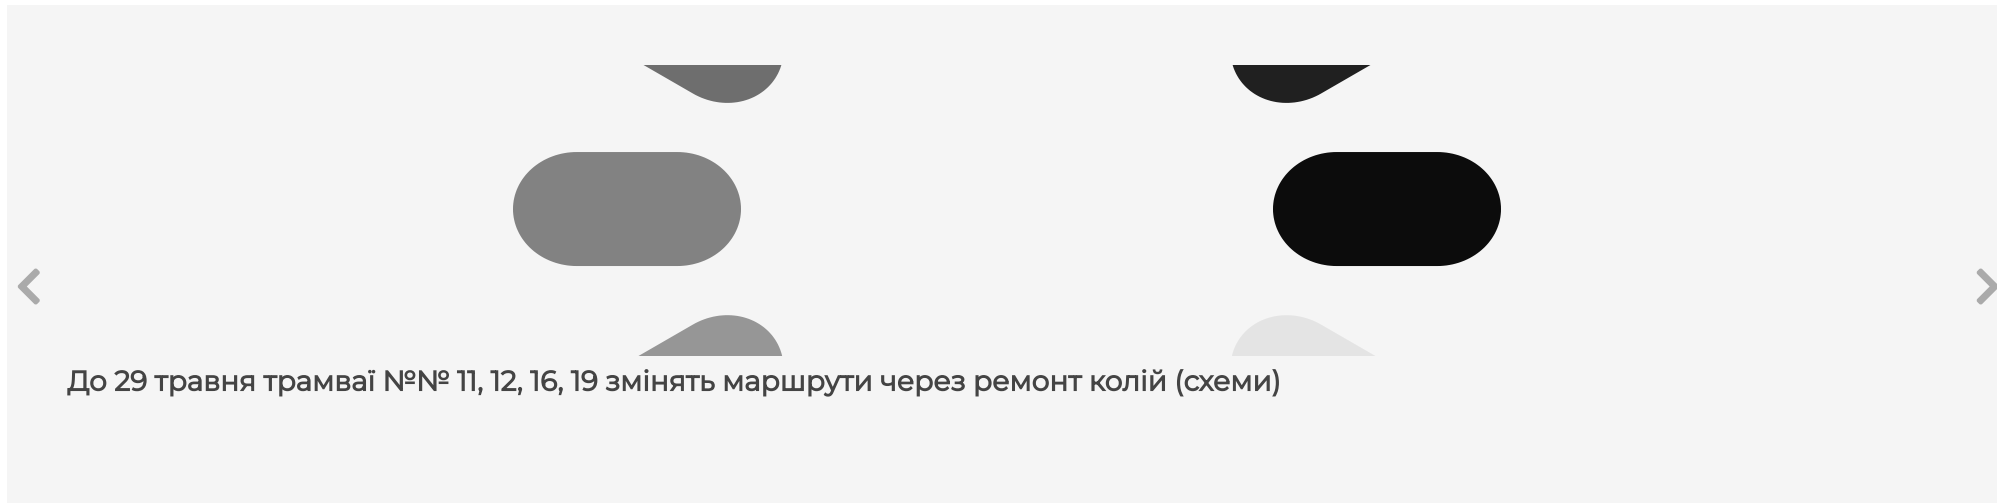 До 29 травня трамваї №№ 11, 12, 16, 19 змінять маршрути через ремонт колій (схеми)